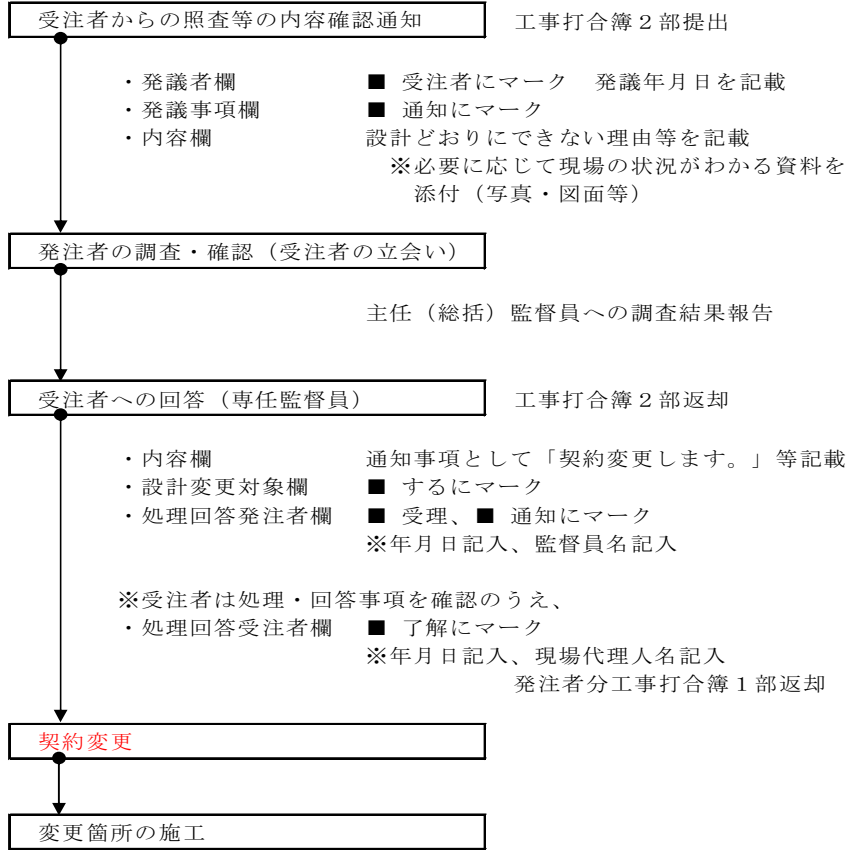 受注者からの照査等の内容確認通知　工事打合簿２部提出
・発議者欄　■ 受注者にマーク　発議年月日を記載
・発議事項欄　■ 通知にマーク
・内容欄　設計どおりにできない理由等を記載
※必要に応じて現場の状況がわかる資料を
添付（写真・図面等）
発注者の調査・確認（受注者の立会い）
主任（総括）監督員への調査結果報告
受注者への回答（専任監督員）　工事打合簿２部返却
・内容欄　通知事項として「契約変更します。」等記載
・設計変更対象欄　■ するにマーク
・処理回答発注者欄　■ 受理、■ 通知にマーク
※年月日記入、監督員名記入
※受注者は処理・回答事項を確認のうえ、
・処理回答受注者欄　■ 了解にマーク
※年月日記入、現場代理人名記入
発注者分工事打合簿１部返却
契約変更
変更箇所の施工